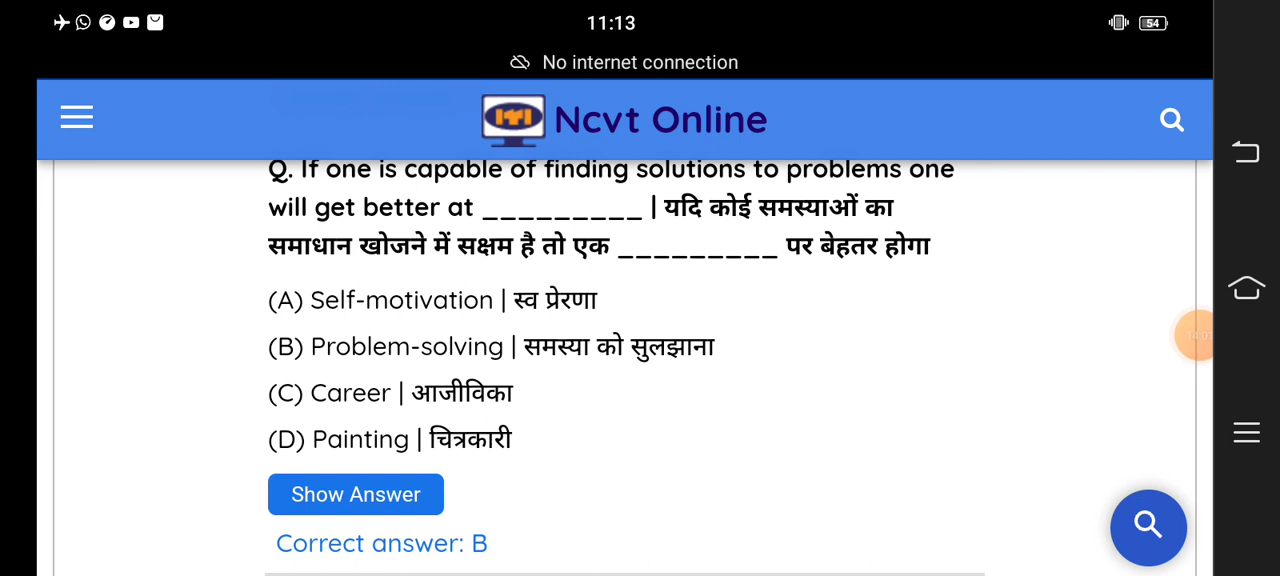 11:13
54
No internet connection
ITI Ncvt Online
Q. If one is capable of finding solutions to problems one
will get better at _________ | यदि कोई समस्याओं का
समाधान खोजने में सक्षम है तो एक _________ पर बेहतर होगा
(A) Self-motivation | स्व प्रेरणा
(B) Problem-solving | समस्या को सुलझाना
(C) Career | आजीविका
(D) Painting | चित्रकारी
Show Answer
Correct answer: B